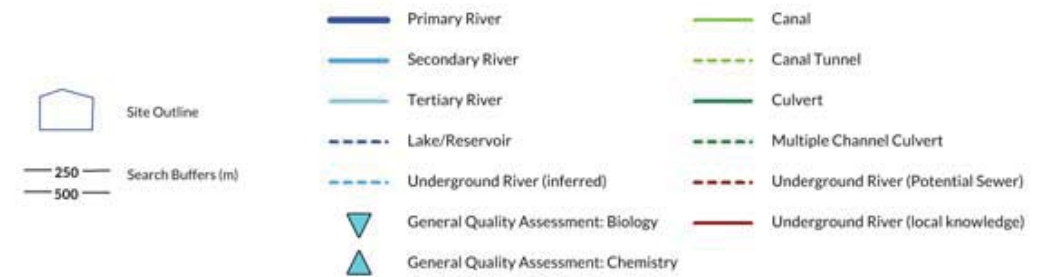 Site Outline
250
500
Search Buffers (m)
Primary River
Secondary River
Tertiary River
Lake/Reservoir
Underground River (inferred)
General Quality Assessment: Biology
General Quality Assessment: Chemistry
Canal
Canal Tunnel
Culvert
Multiple Channel Culvert
Underground River (Potential Sewer)
Underground River (local knowledge)